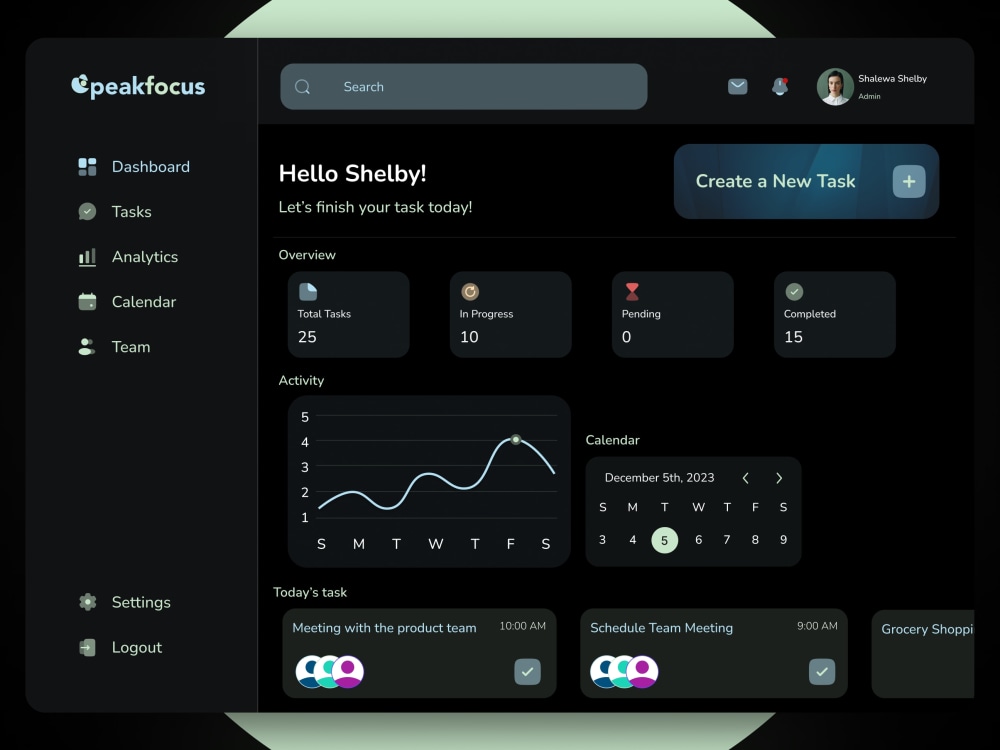 peakfocus
Search
Shalewa Shelby
Admin
Dashboard
Tasks
Analytics
Calendar
Team
Settings
Logout
Hello Shelby!
Let's finish your task today!
Create a New Task
Overview
Total Tasks
25
In Progress
10
Pending
0
Completed
15
Activity
5
4
3
2
1
S M T W T F S
Calendar
December 5th, 2023
S M T W T F S
3 4 5 6 7 8 9
Today's task
Meeting with the product team 10:00 AM
Schedule Team Meeting 9:00 AM
Grocery Shoppi